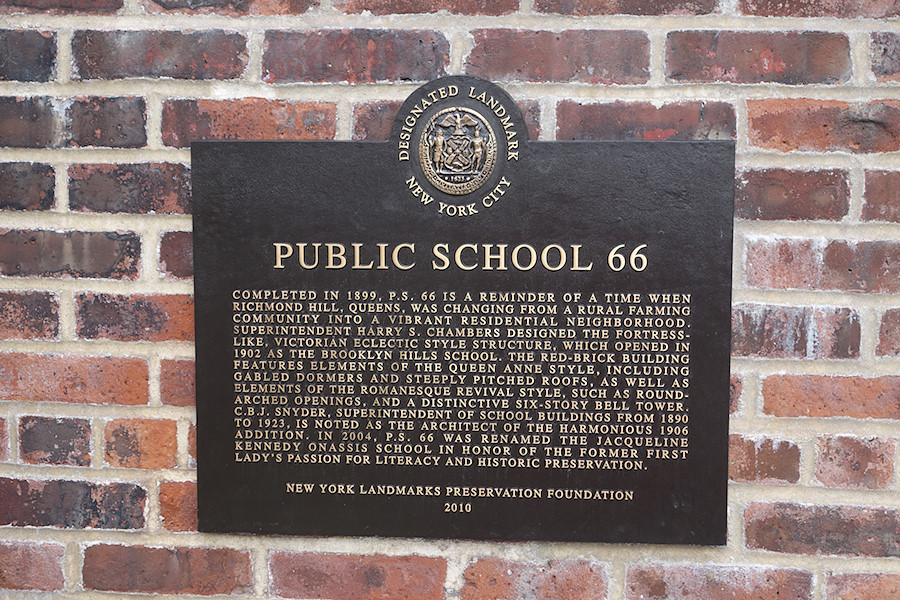 DESIGNATED LANDMARK
NEW YORK CITY
1625
PUBLIC SCHOOL 66
COMPLETED IN 1899, P.S. 66 IS A REMINDER OF A TIME WHEN
RICHMOND HILL, QUEENS, WAS CHANGING FROM A RURAL FARMING
COMMUNITY INTO A VIBRANT RESIDENTIAL NEIGHBORHOOD.
SUPERINTENDENT HARRY S. CHAMBERS DESIGNED THE FORTRESS-
LIKE, VICTORIAN ECLECTIC STYLE STRUCTURE, WHICH OPENED IN
1902 AS THE BROOKLYN HILLS SCHOOL. THE RED-BRICK BUILDING
FEATURES ELEMENTS OF THE QUEEN ANNE STYLE, INCLUDING
GABLED DORMERS AND STEEPLY PITCHED ROOFS, AS WELL AS
ELEMENTS OF THE ROMANESQUE REVIVAL STYLE, SUCH AS ROUND-
ARCHED OPENINGS, AND A DISTINCTIVE SIX-STORY BELL TOWER.
C.B.J. SNYDER, SUPERINTENDENT OF SCHOOL BUILDINGS FROM 1890
TO 1923, IS NOTED AS THE ARCHITECT OF THE HARMONIOUS 1906
ADDITION. IN 2004, P.S. 66 WAS RENAMED THE JACQUELINE
KENNEDY ONASSIS SCHOOL IN HONOR OF THE FORMER FIRST
LADY'S PASSION FOR LITERACY AND HISTORIC PRESERVATION.
NEW YORK LANDMARKS PRESERVATION FOUNDATION
2010